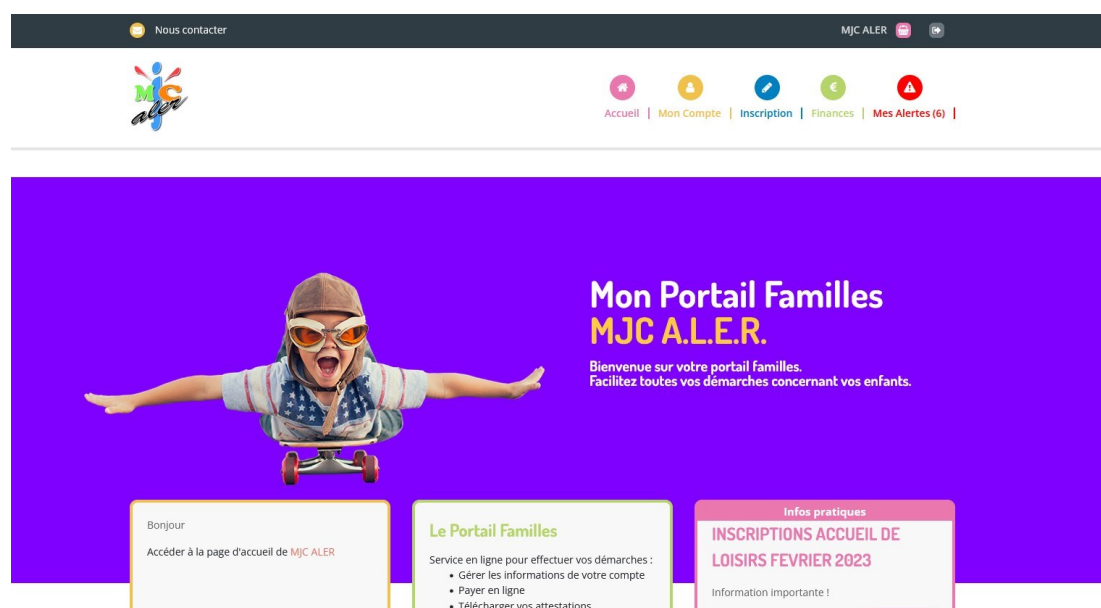 Nous contacter
MJC ALER
MJC
aler
Accueil | Mon Compte | Inscription | Finances | Mes Alertes (6) |
Mon Portail Familles
MJC A.L.E.R.
Bienvenue sur votre portail familles.
Facilitez toutes vos démarches concernant vos enfants.
Bonjour
Accéder à la page d'accueil de MJC ALER
Le Portail Familles
Service en ligne pour effectuer vos démarches :
• Gérer les informations de votre compte
• Payer en ligne
• Télécharger vos attestations
Infos pratiques
INSCRIPTIONS ACCUEIL DE
LOISIRS FEVRIER 2023
Information importante !